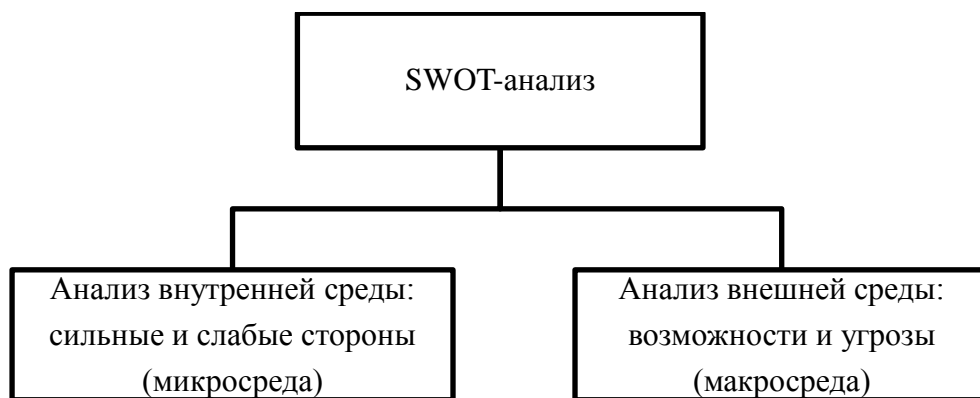 SWOT-анализ
Анализ внутренней среды:
сильные и слабые стороны
(микросреда)
Анализ внешней среды:
возможности и угрозы
(макросреда)